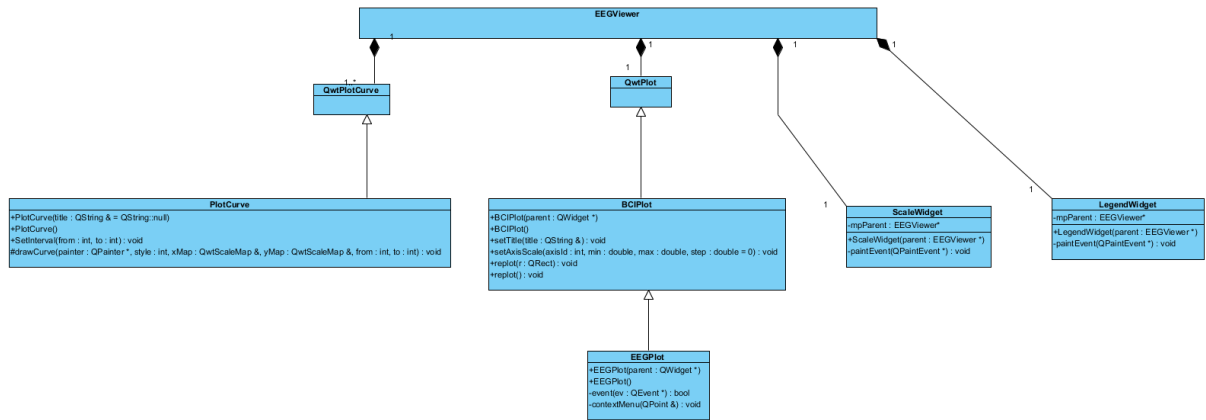 EEGViewer
1
1
1
1
1..*
QwtPlotCurve
1
QwtPlot
PlotCurve
+PlotCurve(title : QString & = QString::null)
+PlotCurve()
+SetInterval(from : int, to : int) : void
#drawCurve(painter : QPainter *, style : int, xMap : QwtScaleMap &, yMap : QwtScaleMap &, from : int, to : int) : void
BCIPlot
+BCIPlot(parent : QWidget *)
+BCIPlot()
+setTitle(title : QString &) : void
+setAxisScale(axisId : int, min : double, max : double, step : double = 0) : void
+replot(r : QRect) : void
+replot() : void
1
ScaleWidget
-mpParent : EEGViewer*
+ScaleWidget(parent : EEGViewer *)
-paintEvent(QPaintEvent *) : void
1
LegendWidget
-mpParent : EEGViewer*
+LegendWidget(parent : EEGViewer *)
-paintEvent(QPaintEvent *) : void
EEGPlot
+EEGPlot(parent : QWidget *)
+EEGPlot()
-event(ev : QEvent *) : bool
-contextMenu(QPoint &) : void